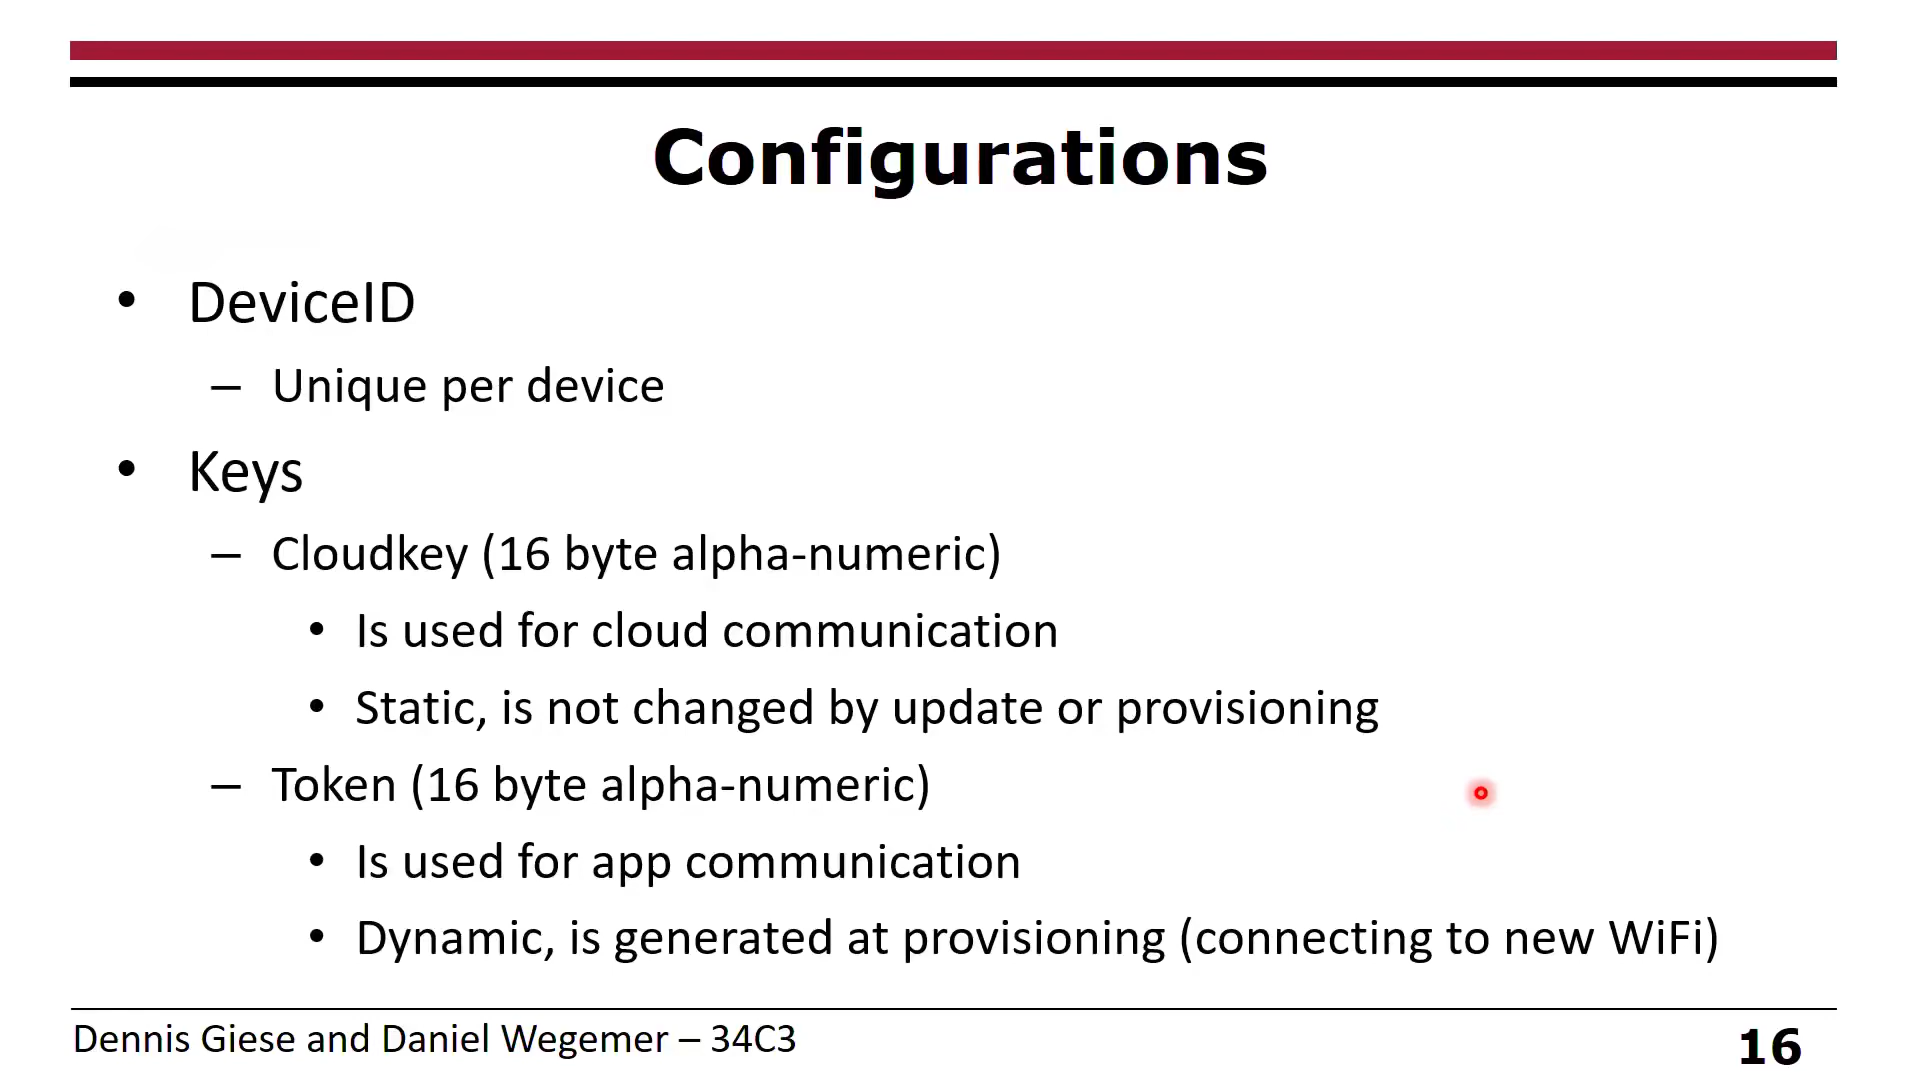 Configurations
• DeviceID
– Unique per device
• Keys
– Cloudkey (16 byte alpha-numeric)
• Is used for cloud communication
• Static, is not changed by update or provisioning
– Token (16 byte alpha-numeric)
• Is used for app communication
• Dynamic, is generated at provisioning (connecting to new WiFi)
Dennis Giese and Daniel Wegemer – 34C3
16